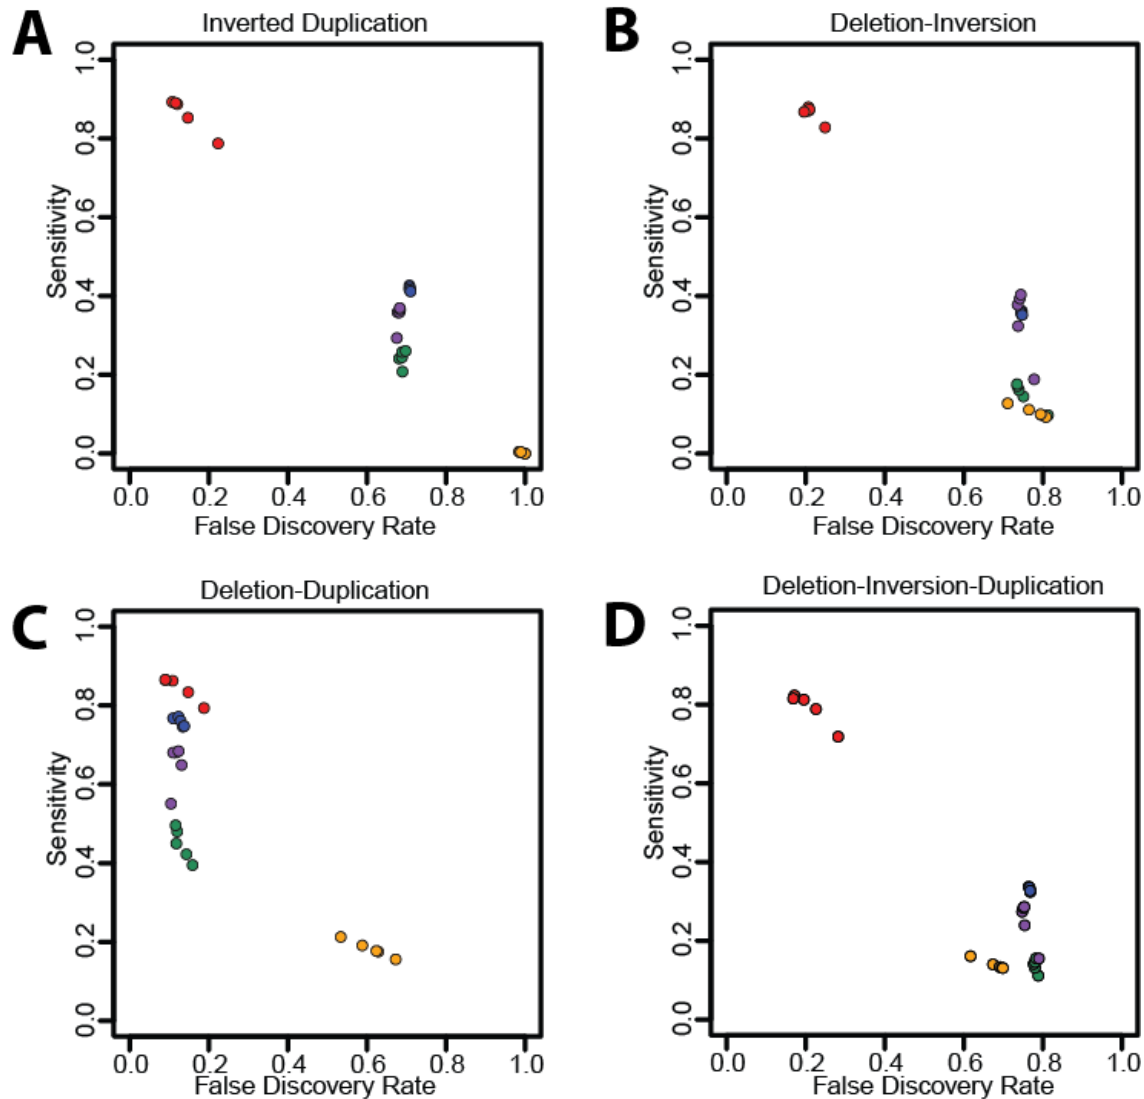 A
Inverted Duplication
Sensitivity
1.0
0.8
0.6
0.4
0.2
0.0
0.0 0.2 0.4 0.6 0.8 1.0
False Discovery Rate
B
Deletion-Inversion
Sensitivity
1.0
0.8
0.6
0.4
0.2
0.0
0.0 0.2 0.4 0.6 0.8 1.0
False Discovery Rate
C
Deletion-Duplication
Sensitivity
1.0
0.8
0.6
0.4
0.2
0.0
0.0 0.2 0.4 0.6 0.8 1.0
False Discovery Rate
D
Deletion-Inversion-Duplication
Sensitivity
1.0
0.8
0.6
0.4
0.2
0.0
0.0 0.2 0.4 0.6 0.8 1.0
False Discovery Rate